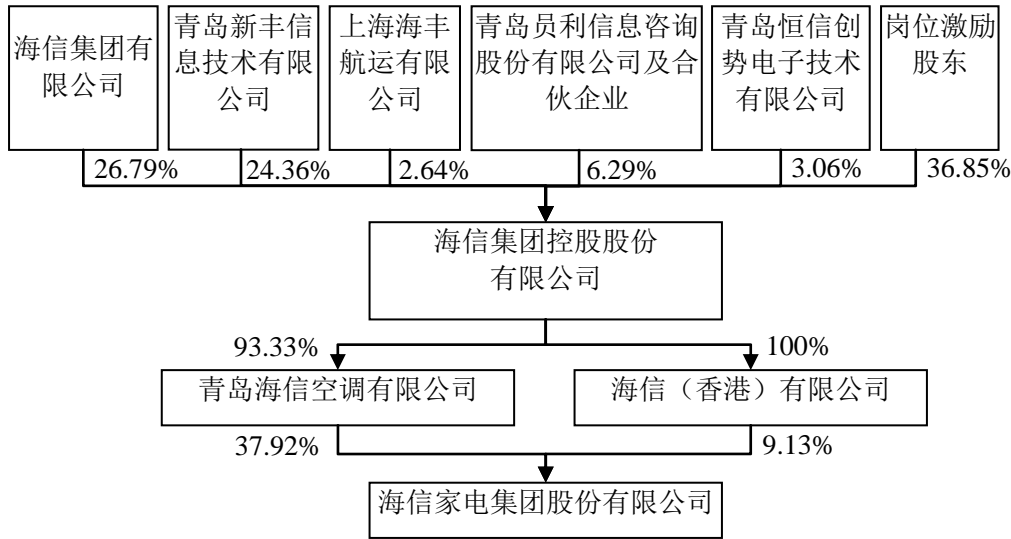 海信集团有
限公司
青岛新丰信
息技术有限
公司
上海海丰
航运有限
公司
青岛员利信息咨询
股份有限公司及合
伙企业
青岛恒信创
势电子技术
有限公司
岗位激励
股东
26.79%
24.36%
2.64%
6.29%
3.06%
36.85%
海信集团控股股份
有限公司
93.33%
100%
青岛海信空调有限公司
海信（香港）有限公司
37.92%
9.13%
海信家电集团股份有限公司